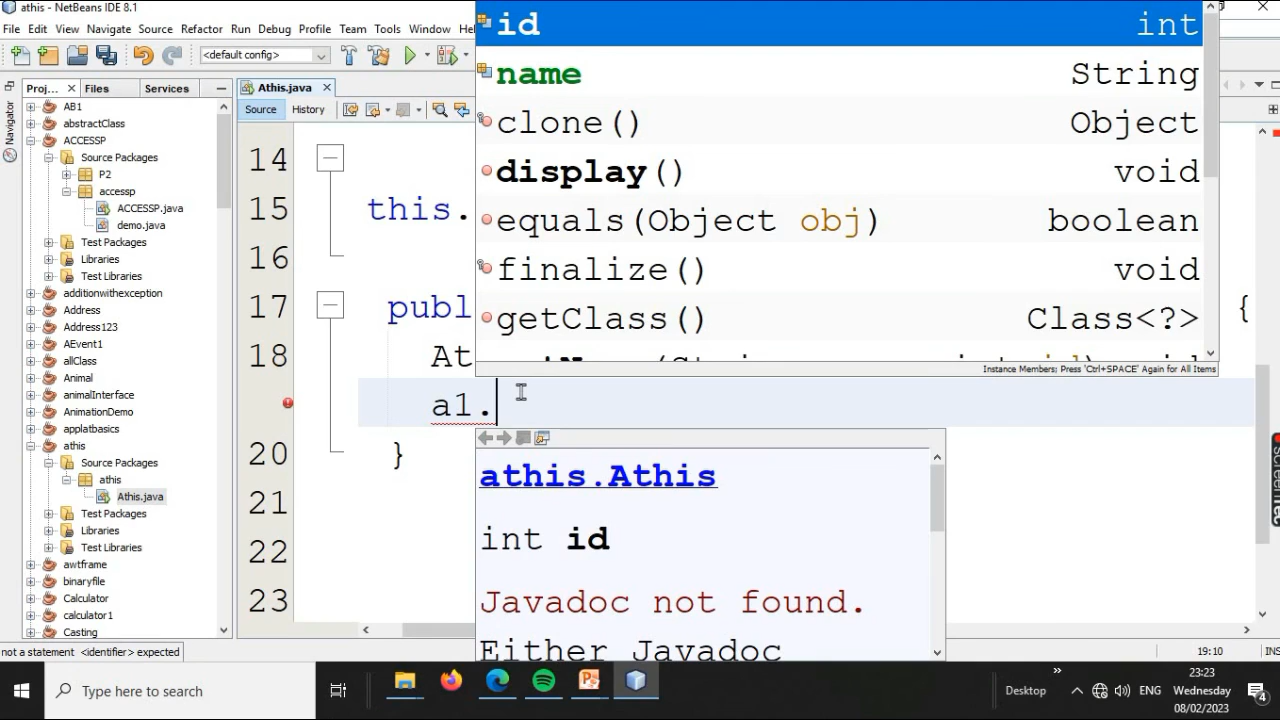 athis - NetBeans IDE 8.1
File Edit View Navigate Source Refactor Run Debug Profile Team Tools Window
<default config>
Proj... Files Services
Navigator
AB1
abstractClass
ACCESSP
Source Packages
P2
accessp
ACCESSP.java
demo.java
Test Packages
Libraries
Test Libraries
additionwithexception
Address
Address123
AEvent1
allClass
Animal
animalInterface
AnimationDemo
applatbasics
athis
Source Packages
athis
Athis.java
Test Packages
Libraries
Test Libraries
awtframe
binaryfile
Calculator
calculator1
Casting
Athis.java
Source History
14
15 this.
16
17 publ {
18 At
a1.
20 }
21
22
23
id int
name String
clone() Object
display() void
equals(Object obj) boolean
finalize() void
getClass() Class<?>
Instance Members; Press 'Ctrl+SPACE' Again for All Items
athis.Athis
int id
Javadoc not found.
Either Javadoc
not a statement <identifier> expected
19:10 INS
Type here to search
Desktop
ENG
23:23
Wednesday
08/02/2023
4